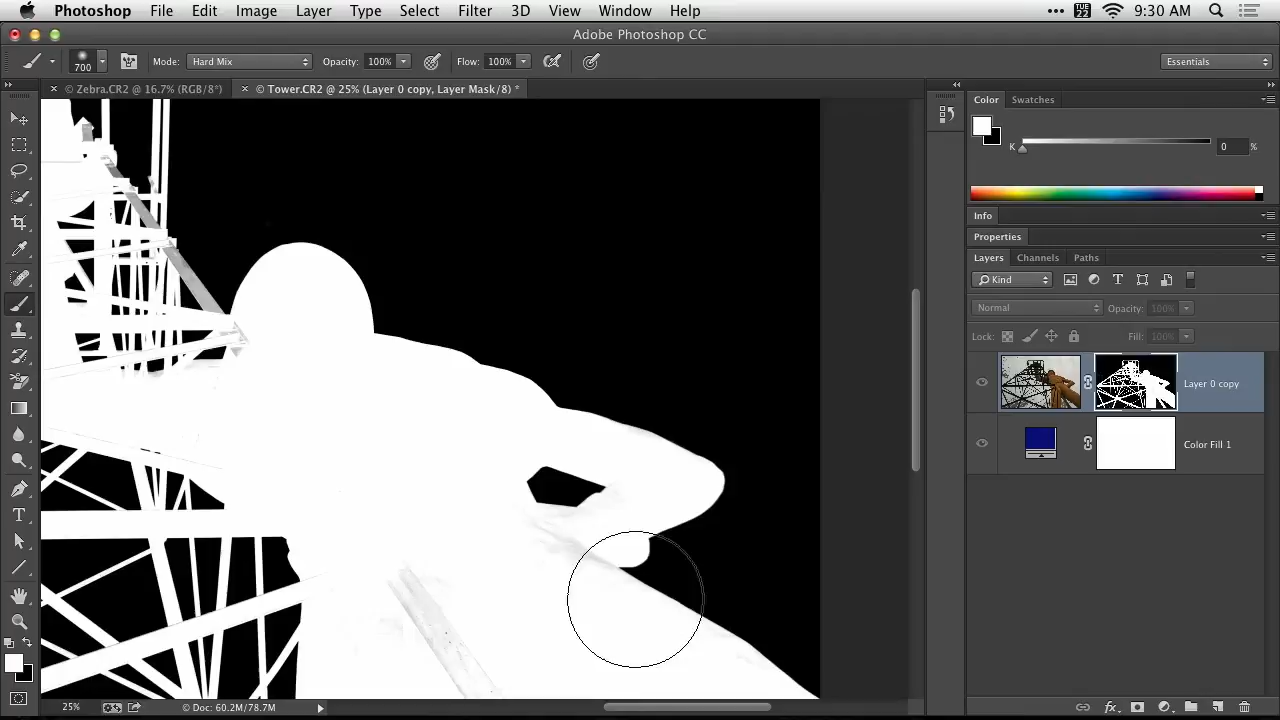 Photoshop File Edit Image Layer Type Select Filter 3D View Window Help TUE 22 9:30 AM
Adobe Photoshop CC
700 Mode: Hard Mix Opacity: 100% Flow: 100% Essentials
× © Zebra.CR2 @ 16.7% (RGB/8*) × © Tower.CR2 @ 25% (Layer 0 copy, Layer Mask/8) *
Color Swatches
K 0 %
Info
Properties
Layers Channels Paths
Kind
Normal Opacity: 100%
Lock: Fill: 100%
Layer 0 copy
Color Fill 1
25% © Doc: 60.2M/78.7M